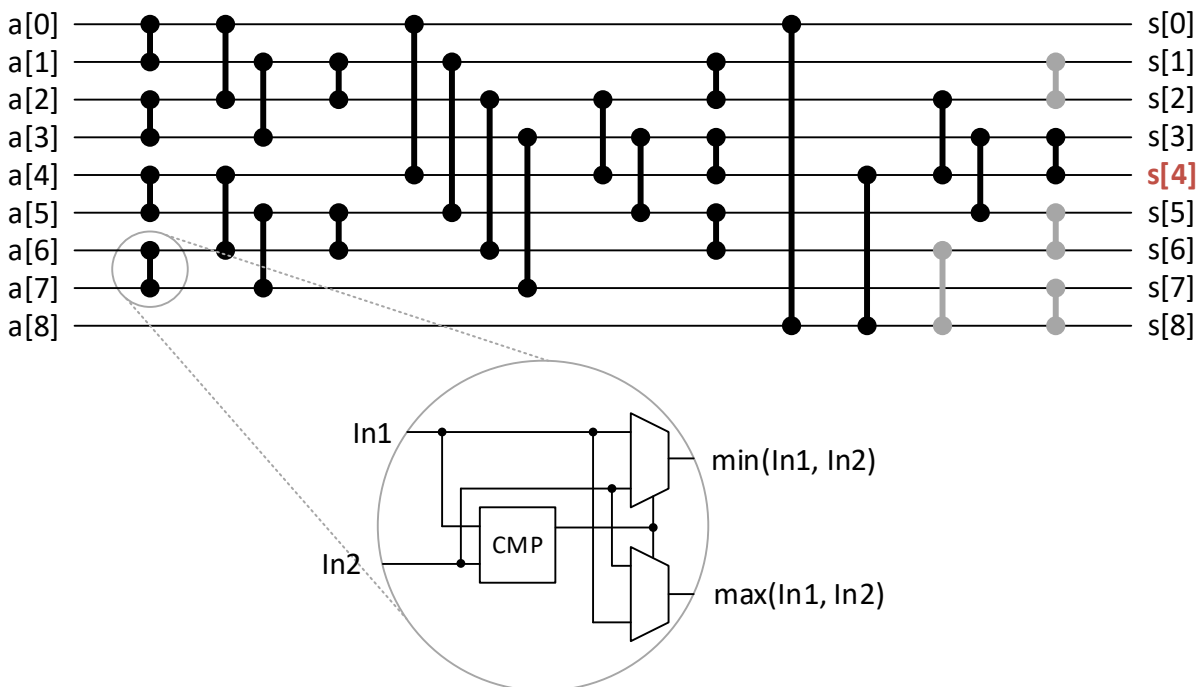 a[0] s[0]
a[1] s[1]
a[2] s[2]
a[3] s[3]
a[4] s[4]
a[5] s[5]
a[6] s[6]
a[7] s[7]
a[8] s[8]
In1
min(In1, In2)
CMP
In2
max(In1, In2)